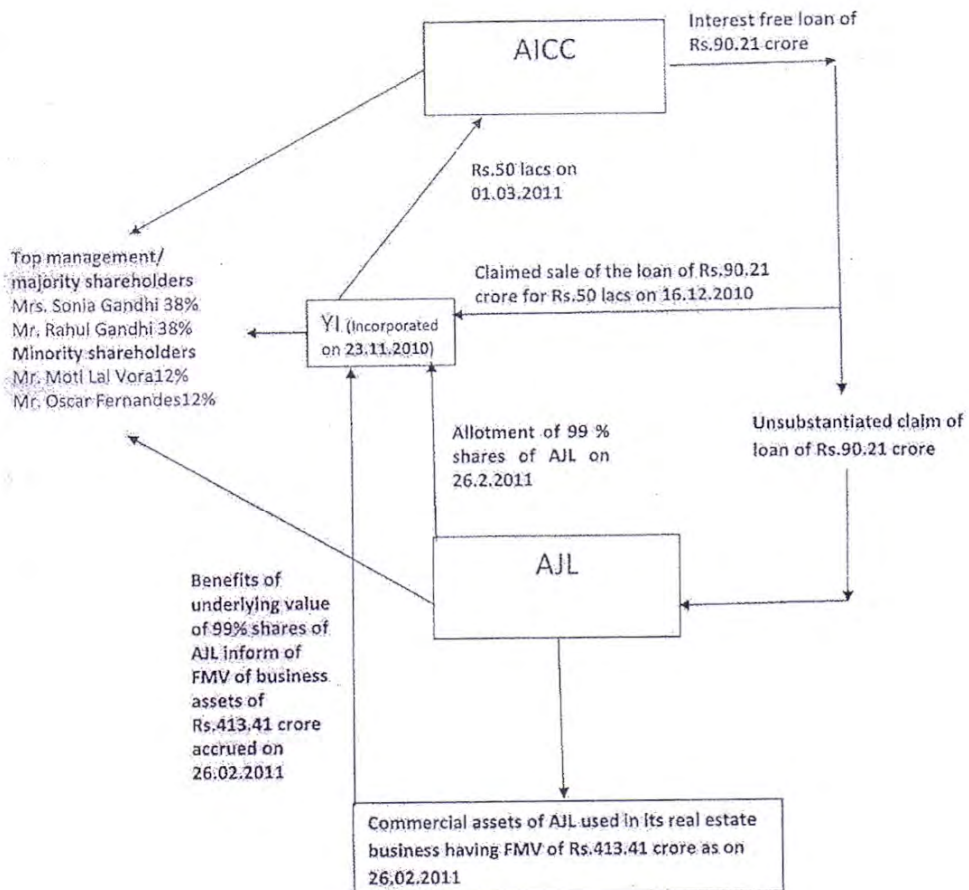 AICC
Interest free loan of
Rs.90.21 crore
Rs.50 lacs on
01.03.2011
Top management/
majority shareholders
Mrs. Sonia Gandhi 38%
Mr. Rahul Gandhi 38%
Minority shareholders
Mr. Moti Lal Vora12%
Mr. Oscar Fernandes12%
Claimed sale of the loan of Rs.90.21
crore for Rs.50 lacs on 16.12.2010
YI (Incorporated
on 23.11.2010)
Allotment of 99 %
shares of AJL on
26.2.2011
Unsubstantiated claim of
loan of Rs.90.21 crore
AJL
Benefits of
underlying value
of 99% shares of
AJL inform of
FMV of business
assets of
Rs.413.41 crore
accrued on
26.02.2011
Commercial assets of AJL used in its real estate
business having FMV of Rs.413.41 crore as on
26.02.2011